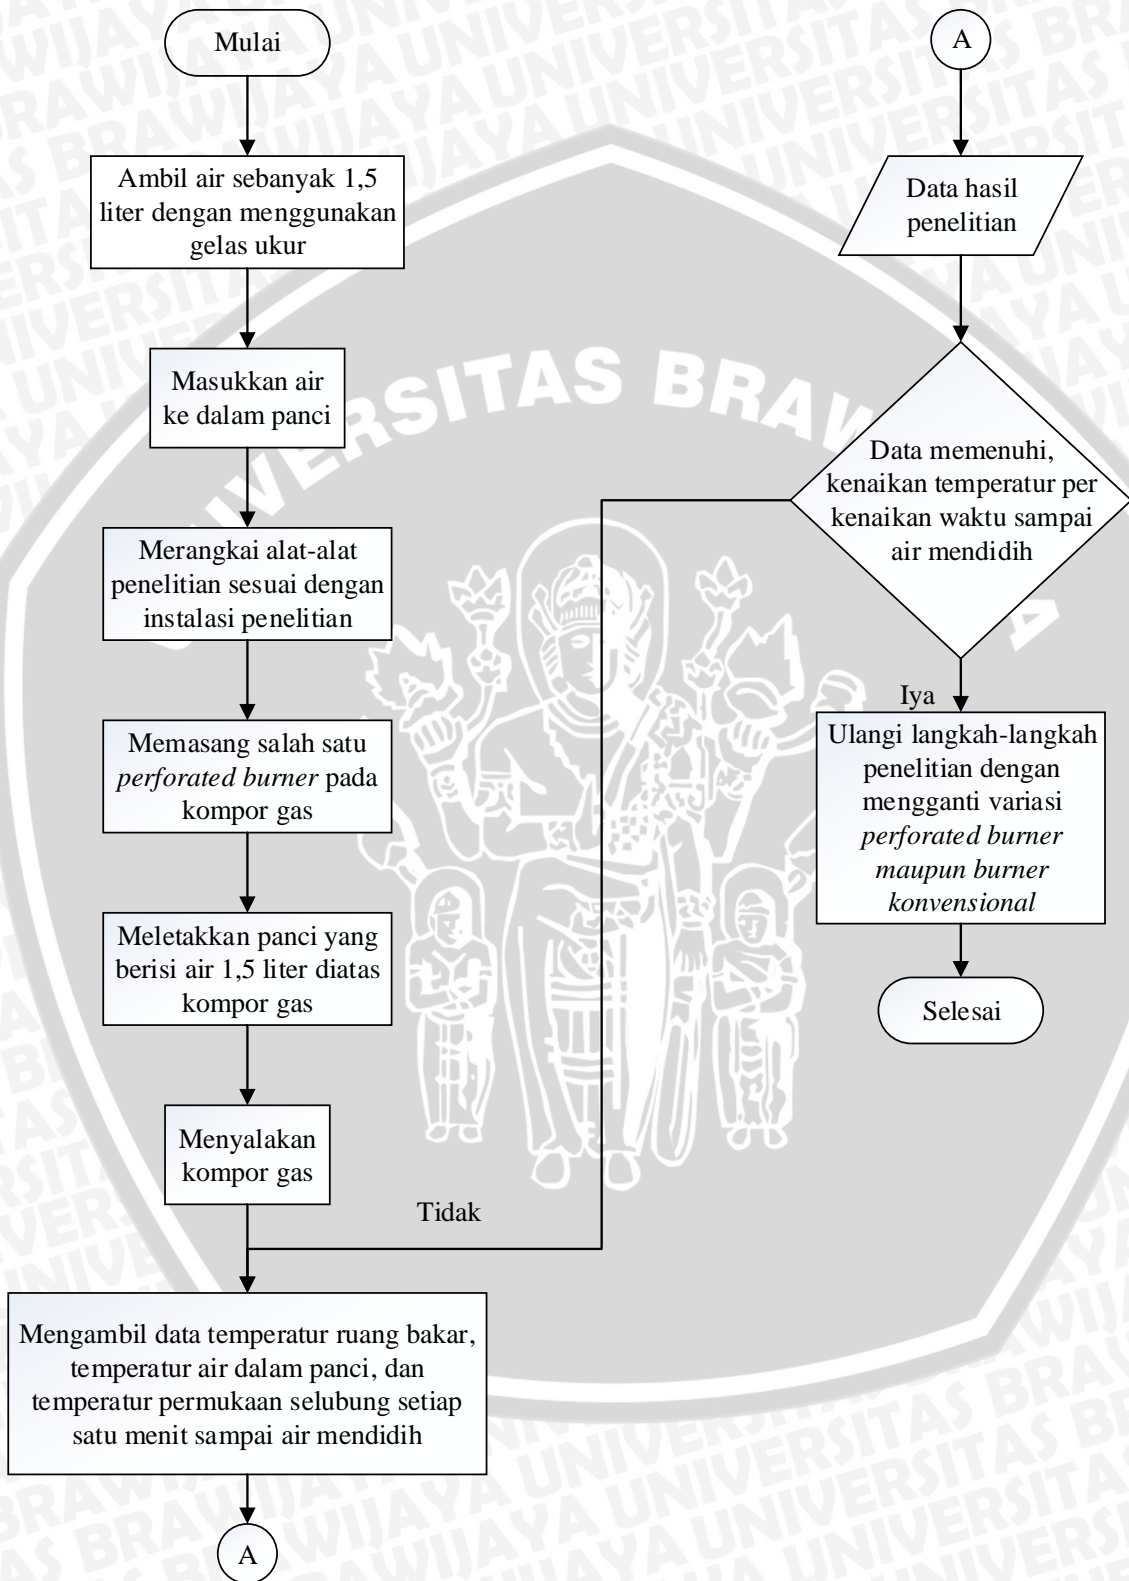 Mulai
Ambil air sebanyak 1,5
liter dengan menggunakan
gelas ukur
Masukkan air
ke dalam panci
Merangkai alat-alat
penelitian sesuai dengan
instalasi penelitian
Memasang salah satu
perforated burner pada
kompor gas
Meletakkan panci yang
berisi air 1,5 liter diatas
kompor gas
Menyalakan
kompor gas
Tidak
Mengambil data temperatur ruang bakar,
temperatur air dalam panci, dan
temperatur permukaan selubung setiap
satu menit sampai air mendidih
A
A
Data hasil
penelitian
Data memenuhi,
kenaikan temperatur per
kenaikan waktu sampai
air mendidih
Iya
Ulangi langkah-langkah
penelitian dengan
mengganti variasi
perforated burner
maupun burner
konvensional
Selesai
UNIVERSITAS BRAWIJAYA